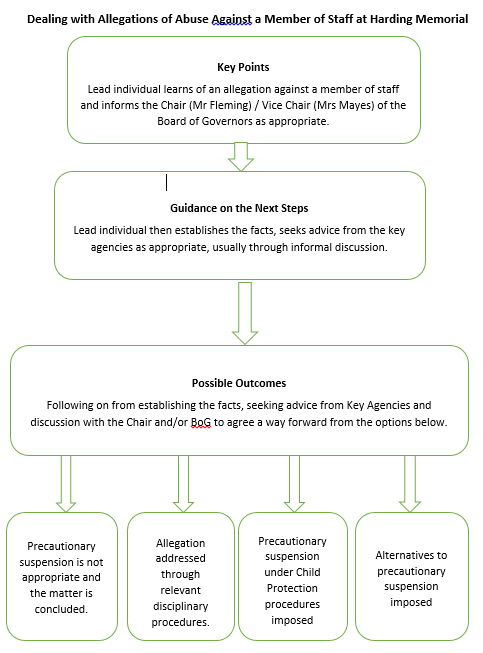 Dealing with Allegations of Abuse Against a Member of Staff at Harding Memorial
Key Points
Lead individual learns of an allegation against a member of staff
and informs the Chair (Mr Fleming) / Vice Chair (Mrs Mayes) of the
Board of Governors as appropriate.
Guidance on the Next Steps
Lead individual then establishes the facts, seeks advice from the key
agencies as appropriate, usually through informal discussion.
Possible Outcomes
Following on from establishing the facts, seeking advice from Key Agencies and
discussion with the Chair and/or BoG to agree a way forward from the options below.
Precautionary
suspension is not
appropriate and
the matter is
concluded.
Allegation
addressed
through
relevant
disciplinary
procedures.
Precautionary
suspension
under Child
Protection
procedures
imposed
Alternatives to
precautionary
suspension
imposed